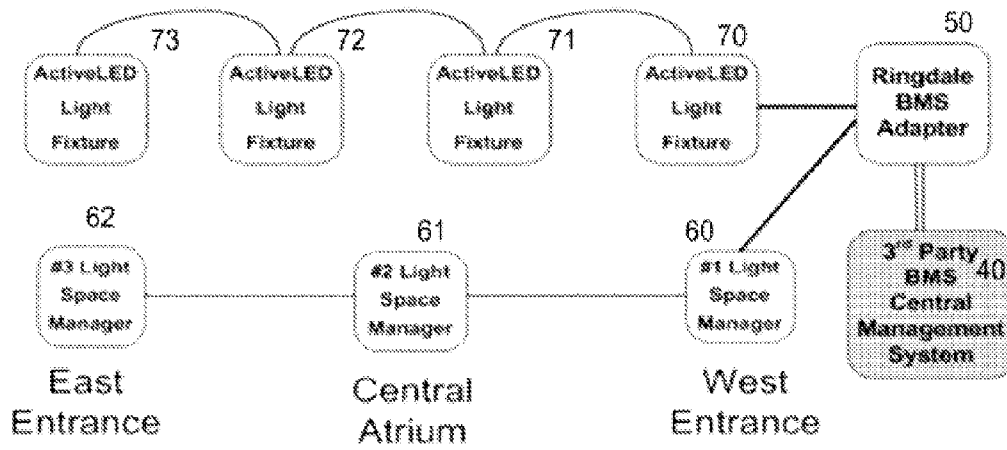 73
72
71
70
50
ActiveLED
Light
Fixture
ActiveLED
Light
Fixture
ActiveLED
Light
Fixture
ActiveLED
Light
Fixture
Ringdale
BMS
Adapter
62
61
60
#3 Light
Space
Manager
#2 Light
Space
Manager
#1 Light
Space
Manager
3rd Party
BMS
40
Central
Management
System
East
Entrance
Central
Atrium
West
Entrance